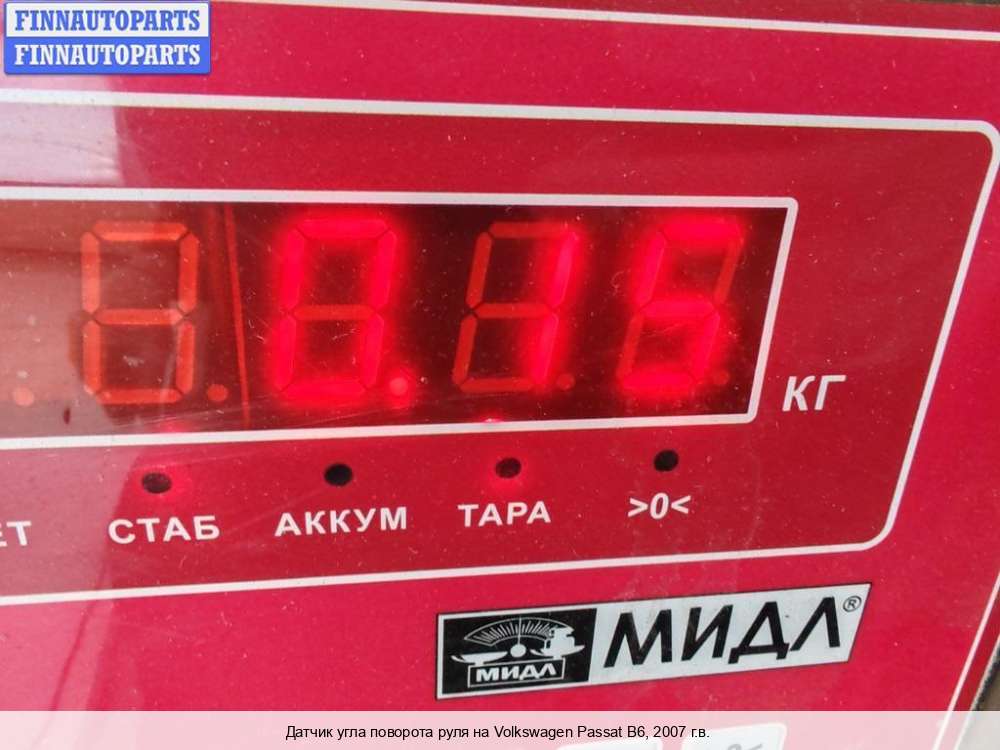 FINNAUTOPARTS
FINNAUTOPARTS
0.15
КГ
ЕТ СТАБ АККУМ ТАРА >0<
МИДЛ МИДЛ®
Датчик угла поворота руля на Volkswagen Passat B6, 2007 г.в.